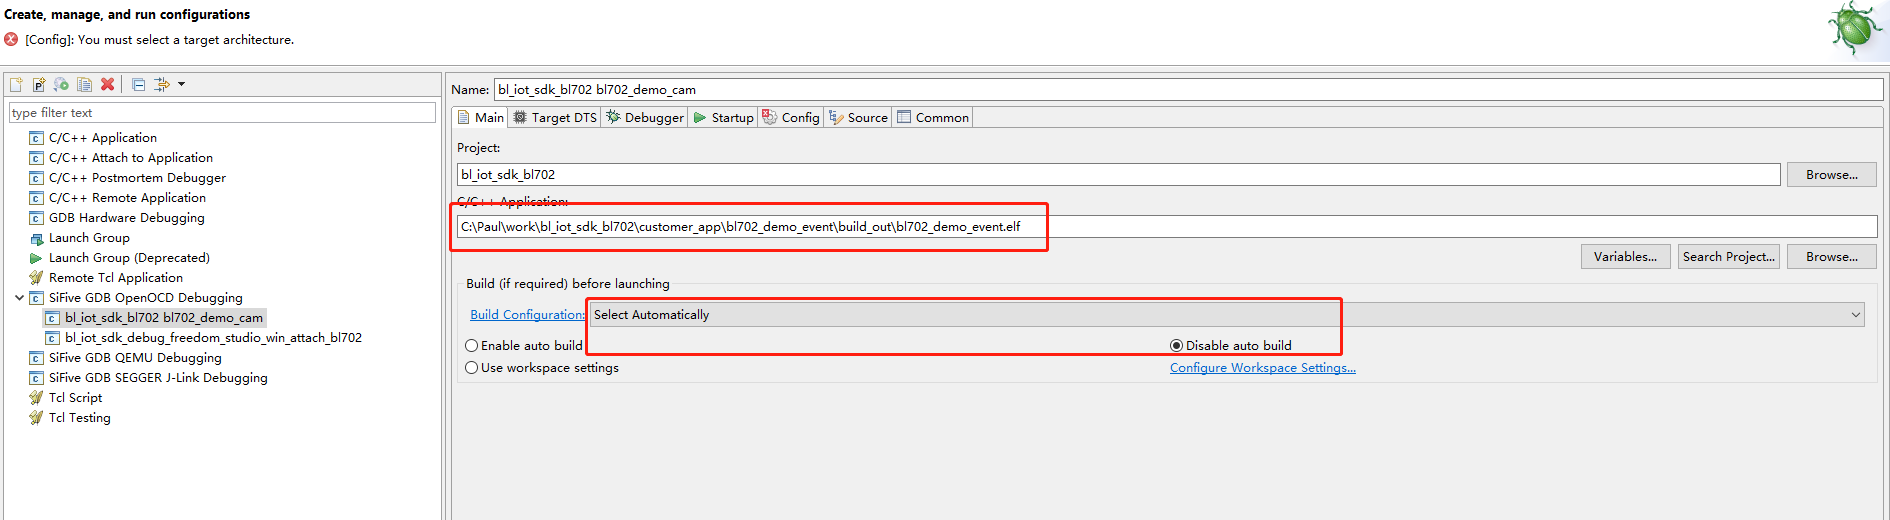 Create, manage, and run configurations
[Config]: You must select a target architecture.
type filter text
C/C++ Application
C/C++ Attach to Application
C/C++ Postmortem Debugger
C/C++ Remote Application
GDB Hardware Debugging
Launch Group
Launch Group (Deprecated)
Remote Tcl Application
SiFive GDB OpenOCD Debugging
bl_iot_sdk_bl702 bl702_demo_cam
bl_iot_sdk_debug_freedom_studio_win_attach_bl702
SiFive GDB QEMU Debugging
SiFive GDB SEGGER J-Link Debugging
Tcl Script
Tcl Testing
Name: bl_iot_sdk_bl702 bl702_demo_cam
Main Target DTS Debugger Startup Config Source Common
Project:
bl_iot_sdk_bl702 Browse...
C/C++ Application:
C:\Paul\work\bl_iot_sdk_bl702\customer_app\bl702_demo_event\build_out\bl702_demo_event.elf
Variables... Search Project... Browse...
Build (if required) before launching
Build Configuration: Select Automatically
Enable auto build Disable auto build
Use workspace settings Configure Workspace Settings...